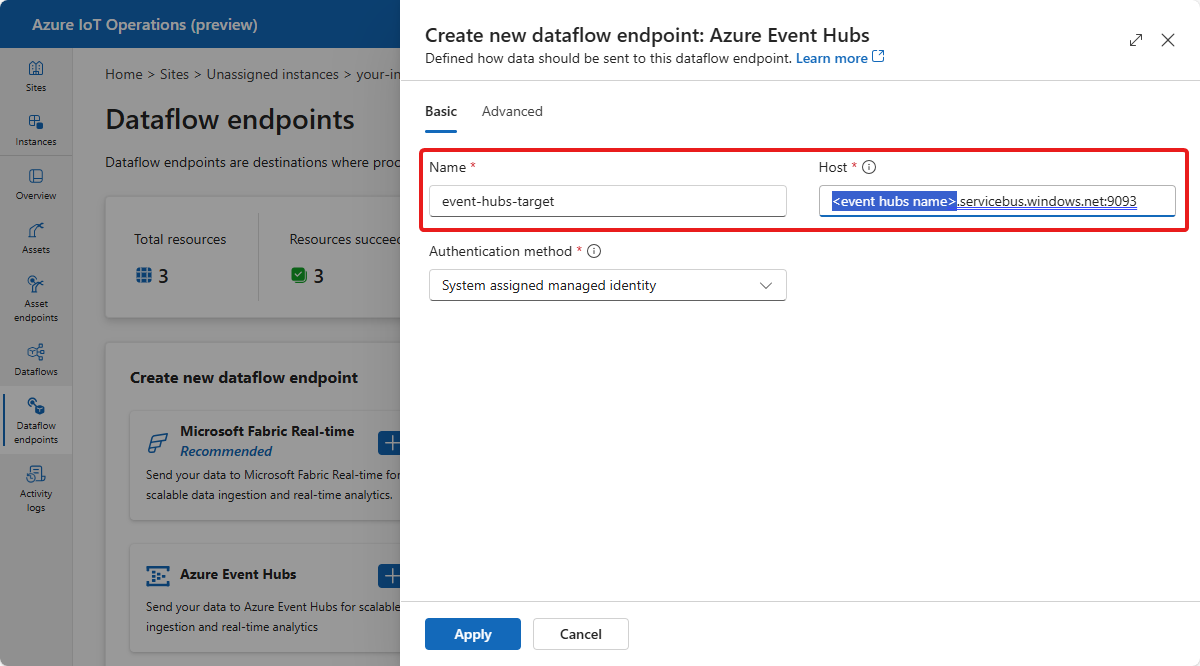 Azure IoT Operations (preview)
Sites
Instances
Overview
Assets
Asset
endpoints
Dataflows
Dataflow
endpoints
Activity
logs
Home > Sites > Unassigned instances > your-in
Dataflow endpoints
Dataflow endpoints are destinations where proc
Total resources
3
Resources succeed
3
Create new dataflow endpoint
Microsoft Fabric Real-time
Recommended
Send your data to Microsoft Fabric Real-time for
scalable data ingestion and real-time analytics.
Azure Event Hubs
Send your data to Azure Event Hubs for scalable
ingestion and real-time analytics
Create new dataflow endpoint: Azure Event Hubs
Defined how data should be sent to this dataflow endpoint. Learn more
Basic Advanced
Name * Host *
event-hubs-target <event hubs name>.servicebus.windows.net:9093
Authentication method *
System assigned managed identity
Apply Cancel